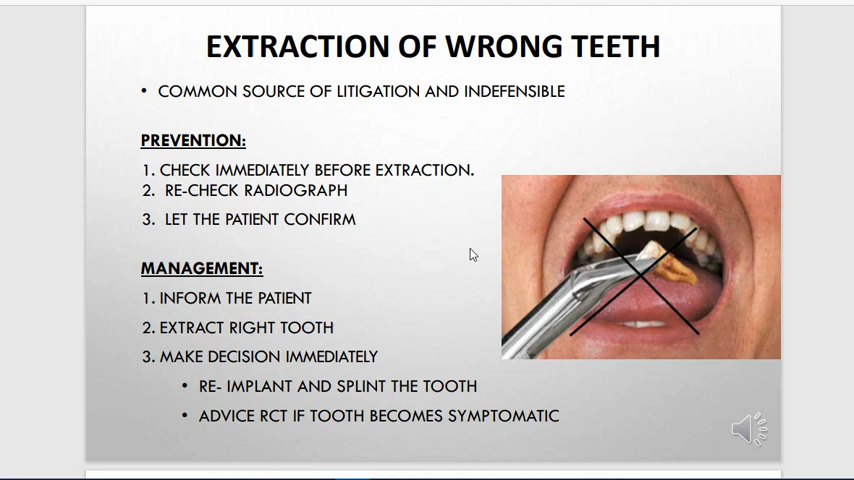 EXTRACTION OF WRONG TEETH
• COMMON SOURCE OF LITIGATION AND INDEFENSIBLE
PREVENTION:
1. CHECK IMMEDIATELY BEFORE EXTRACTION.
2. RE-CHECK RADIOGRAPH
3. LET THE PATIENT CONFIRM
MANAGEMENT:
1. INFORM THE PATIENT
2. EXTRACT RIGHT TOOTH
3. MAKE DECISION IMMEDIATELY
• RE- IMPLANT AND SPLINT THE TOOTH
• ADVICE RCT IF TOOTH BECOMES SYMPTOMATIC